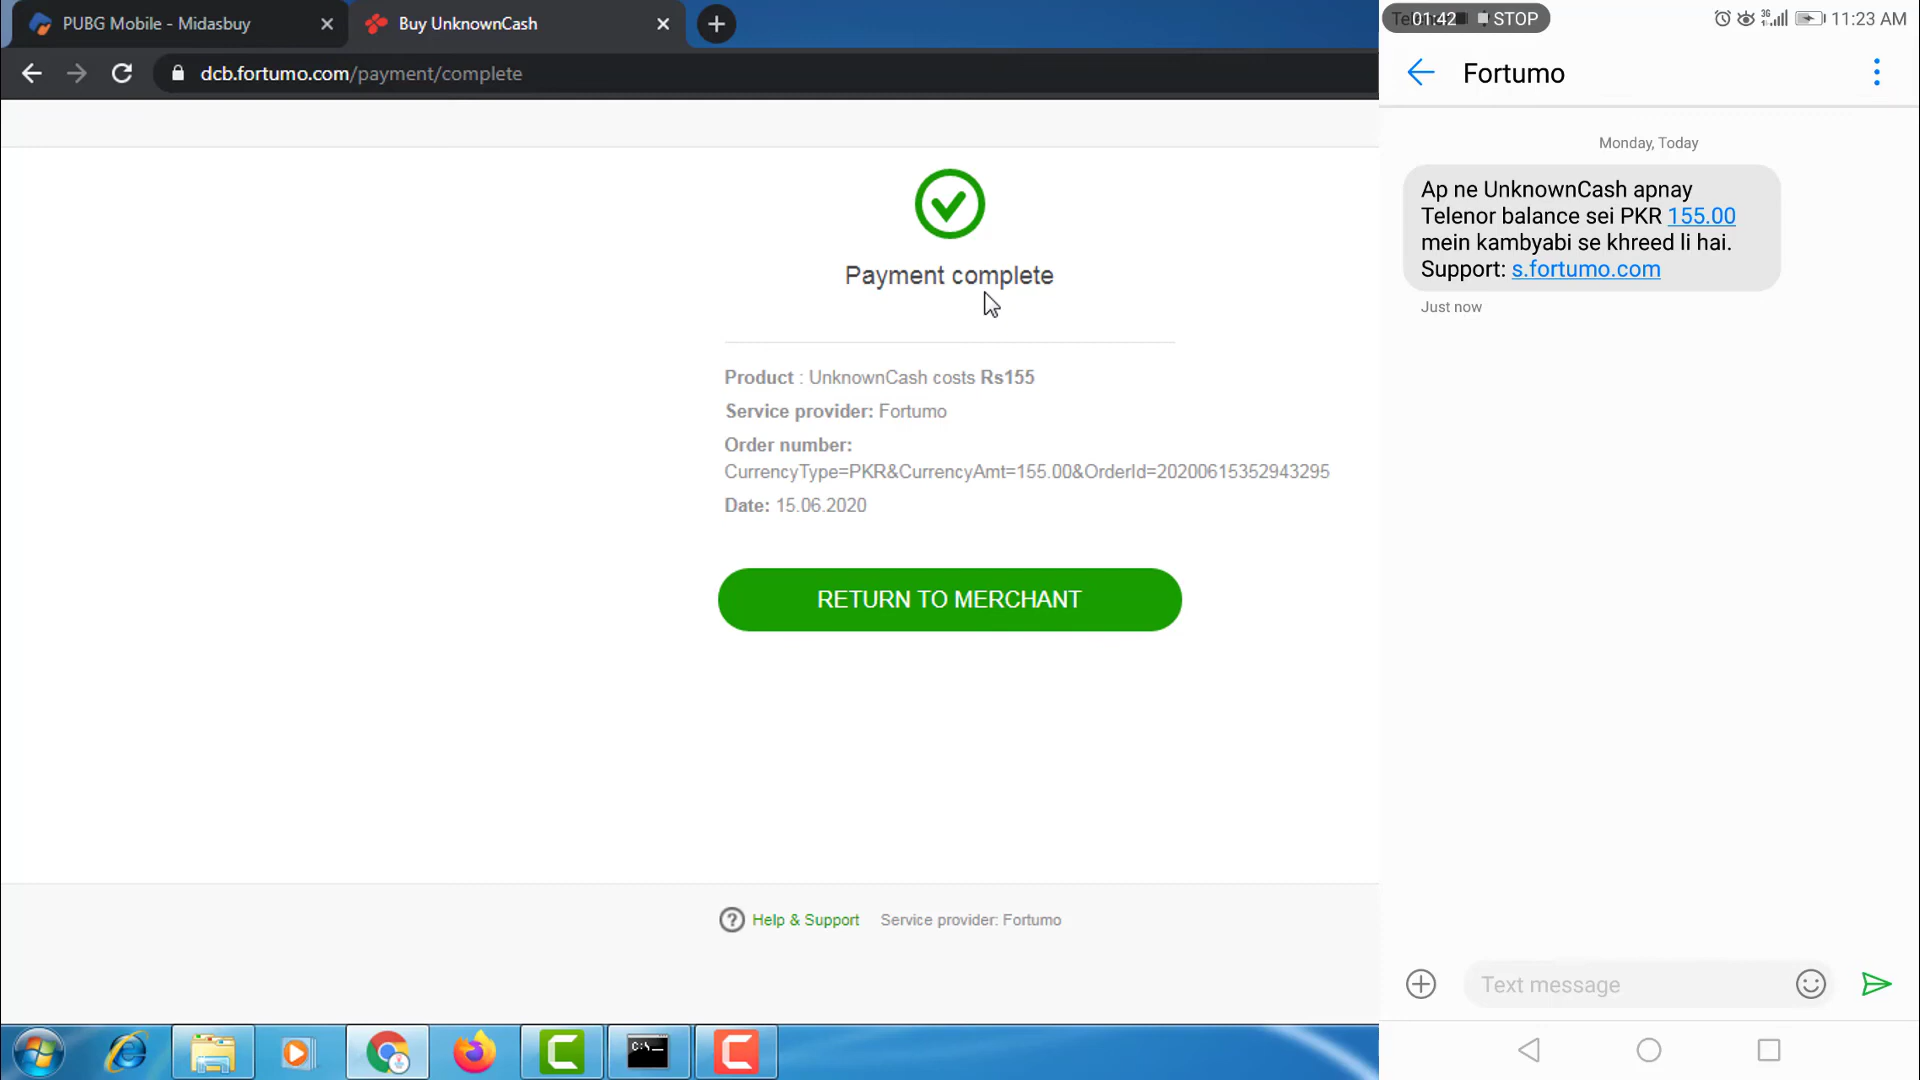 PUBG Mobile - Midasbuy
Buy UnknownCash
dcb.fortumo.com/payment/complete
Payment complete
Product : UnknownCash costs Rs155
Service provider: Fortumo
Order number:
CurrencyType=PKR&CurrencyAmt=155.00&OrderId=20200615352943295
Date: 15.06.2020
RETURN TO MERCHANT
Help & Support
Service provider: Fortumo
01:42 STOP
3G
11:23 AM
Fortumo
Monday, Today
Ap ne UnknownCash apnay
Telenor balance sei PKR 155.00
mein kambyabi se khreed li hai.
Support: s.fortumo.com
Just now
Text message